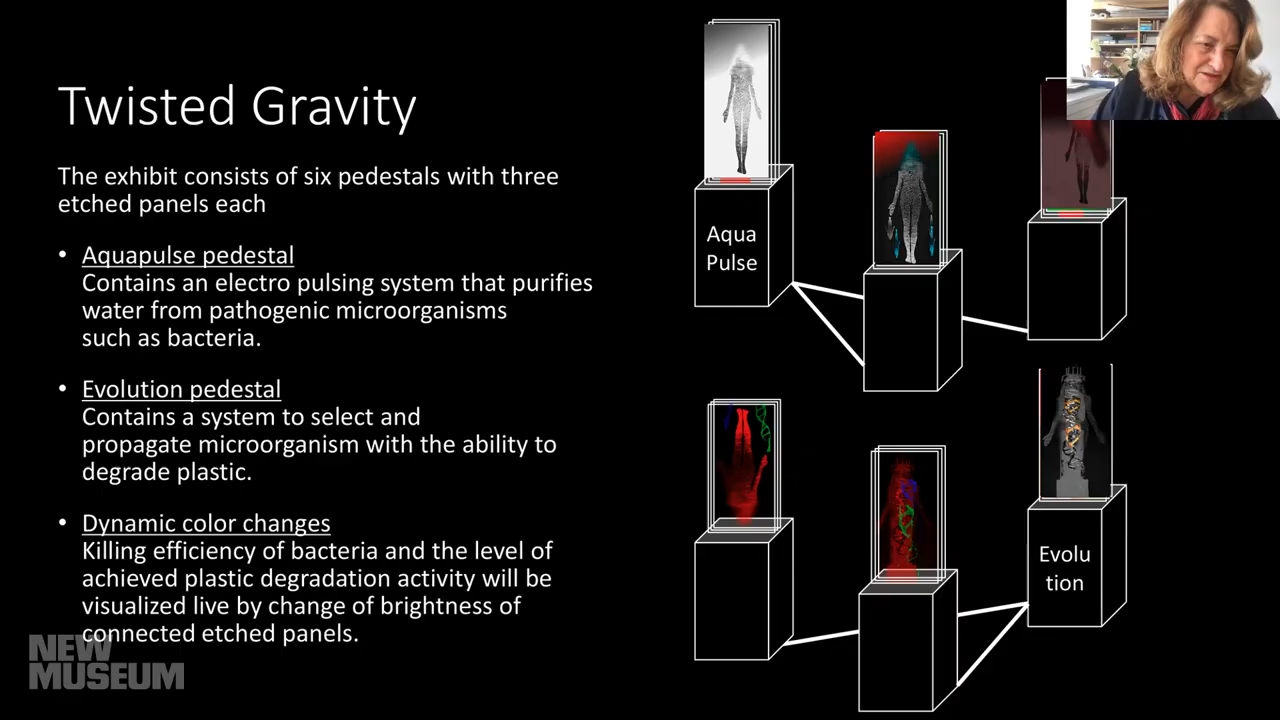 Twisted Gravity
The exhibit consists of six pedestals with three
etched panels each
• Aquapulse pedestal
Contains an electro pulsing system that purifies
water from pathogenic microorganisms
such as bacteria.
• Evolution pedestal
Contains a system to select and
propagate microorganism with the ability to
degrade plastic.
• Dynamic color changes
Killing efficiency of bacteria and the level of
achieved plastic degradation activity will be
visualized live by change of brightness of
connected etched panels.
NEW
MUSEUM
Aqua
Pulse
Evolu
tion